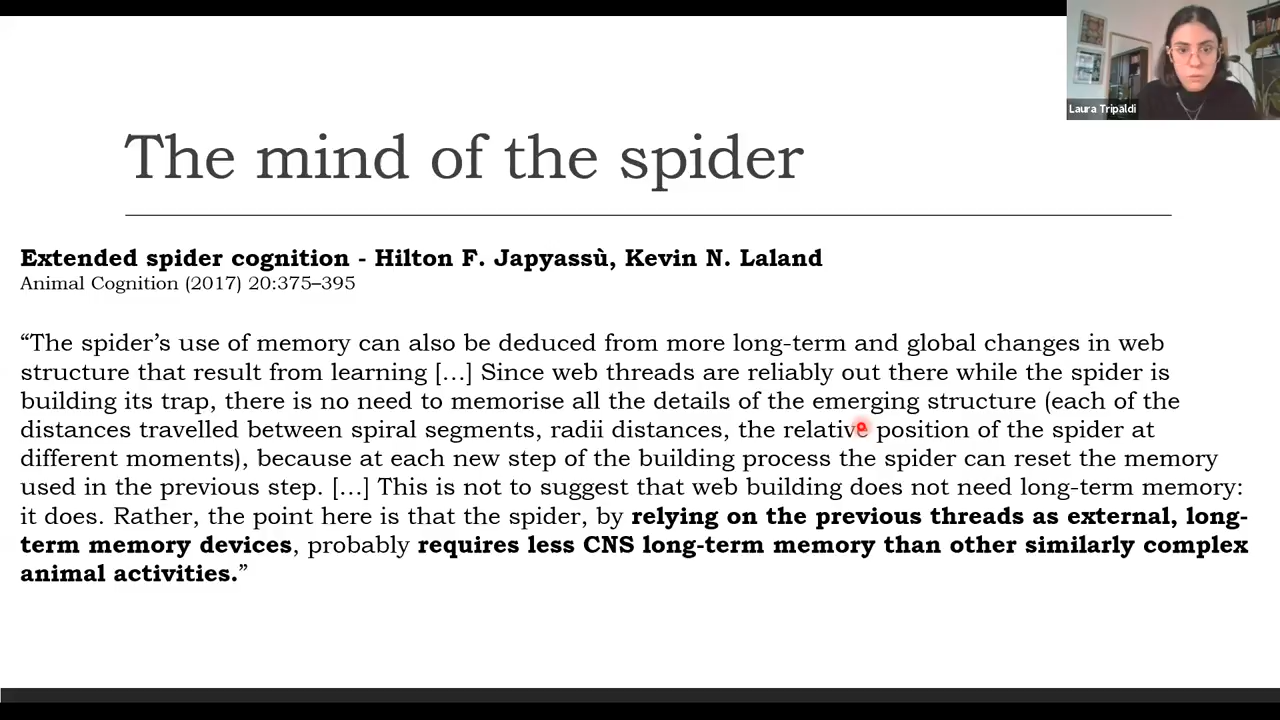 Laura Tripaldi
The mind of the spider
Extended spider cognition - Hilton F. Japyassù, Kevin N. Laland
Animal Cognition (2017) 20:375–395
“The spider’s use of memory can also be deduced from more long-term and global changes in web
structure that result from learning […] Since web threads are reliably out there while the spider is
building its trap, there is no need to memorise all the details of the emerging structure (each of the
distances travelled between spiral segments, radii distances, the relative position of the spider at
different moments), because at each new step of the building process the spider can reset the memory
used in the previous step. […] This is not to suggest that web building does not need long-term memory:
it does. Rather, the point here is that the spider, by relying on the previous threads as external, long-
term memory devices, probably requires less CNS long-term memory than other similarly complex
animal activities.”